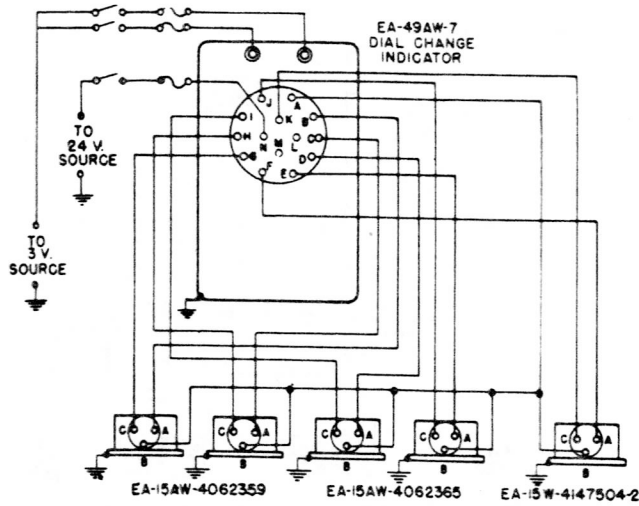 EA-49AW-7
DIAL CHANGE
INDICATOR
J
A
I
K
B
H
N
L
C
G
M
D
F
E
TO
24 V.
SOURCE
TO
3 V.
SOURCE
C A
B
C A
B
C A
B
C A
B
C A
B
EA-15AW-4062359
EA-15AW-4062365
EA-15W-4147504-2